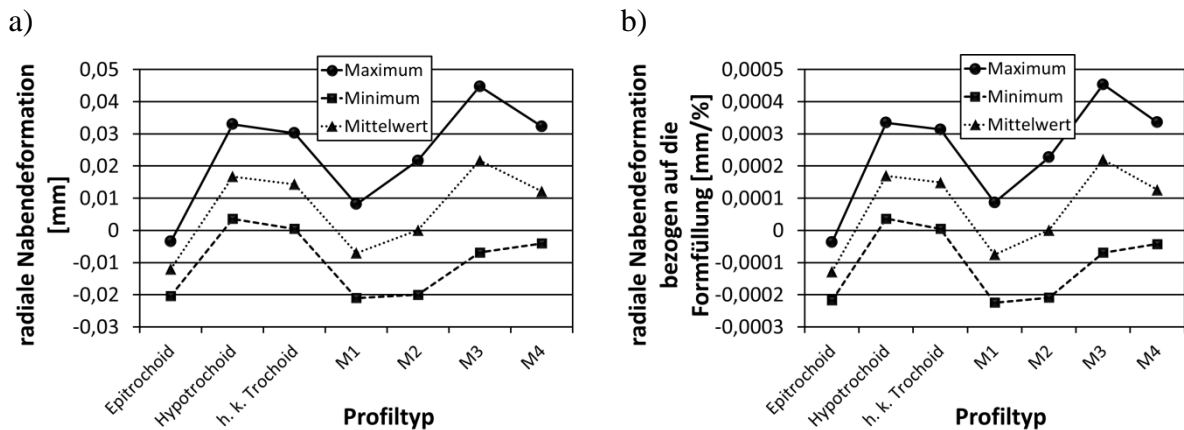 a)
radiale Nabendeformation
[mm]
0,05
0,04
0,03
0,02
0,01
0
-0,01
-0,02
-0,03
Maximum
Minimum
Mittelwert
Epitrochoid
Hypotrochoid
h. k. Trochoid
M1
M2
M3
M4
Profiltyp
b)
radiale Nabendeformation
bezogen auf die
Formfüllung [mm/%]
0,0005
0,0004
0,0003
0,0002
0,0001
0
-0,0001
-0,0002
-0,0003
Maximum
Minimum
Mittelwert
Epitrochoid
Hypotrochoid
h. k. Trochoid
M1
M2
M3
M4
Profiltyp